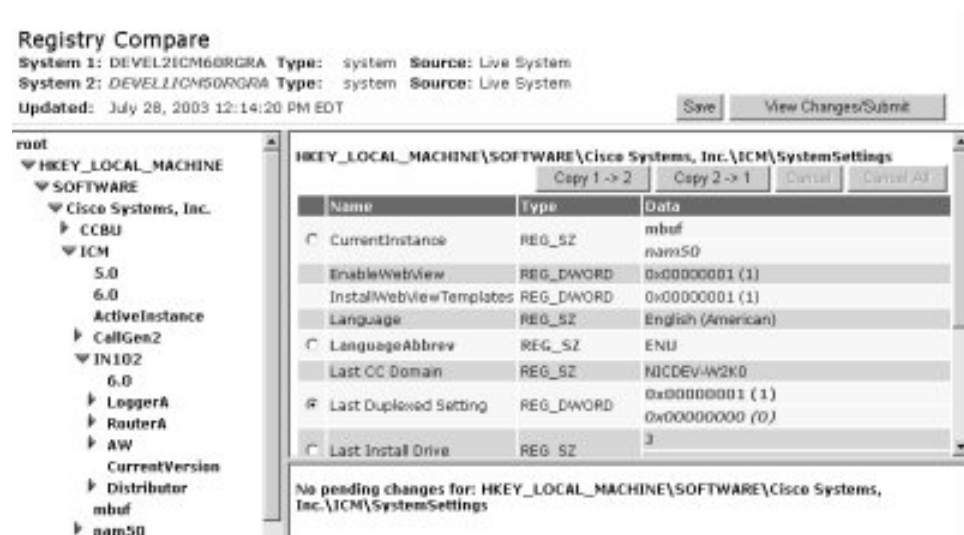 Registry Compare
System 1: DEVEL2ICM60RGRA Type: system Source: Live System
System 2: DEVEL1ICM50RGRA Type: system Source: Live System
Updated: July 28, 2003 12:14:20 PM EDT
Save View Changes/Submit
root
HKEY_LOCAL_MACHINE
SOFTWARE
Cisco Systems, Inc.
CCBU
ICM
5.0
6.0
ActiveInstance
CallGen2
IN102
6.0
LoggerA
RouterA
AW
CurrentVersion
Distributor
mbuf
nam50
HKEY_LOCAL_MACHINE\SOFTWARE\Cisco Systems, Inc.\ICM\SystemSettings
Copy 1 -> 2 Copy 2 -> 1 Cancel Cancel All
Name Type Data
CurrentInstance REG_SZ mbuf
nam50
EnableWebView REG_DWORD 0x00000001 (1)
InstallWebViewTemplates REG_DWORD 0x00000001 (1)
Language REG_SZ English (American)
LanguageAbbrev REG_SZ ENU
Last CC Domain REG_SZ NICDEV-W2K0
Last Duplexed Setting REG_DWORD 0x00000001 (1)
0x00000000 (0)
Last Install Drive REG_SZ 3
No pending changes for: HKEY_LOCAL_MACHINE\SOFTWARE\Cisco Systems,
Inc.\ICM\SystemSettings